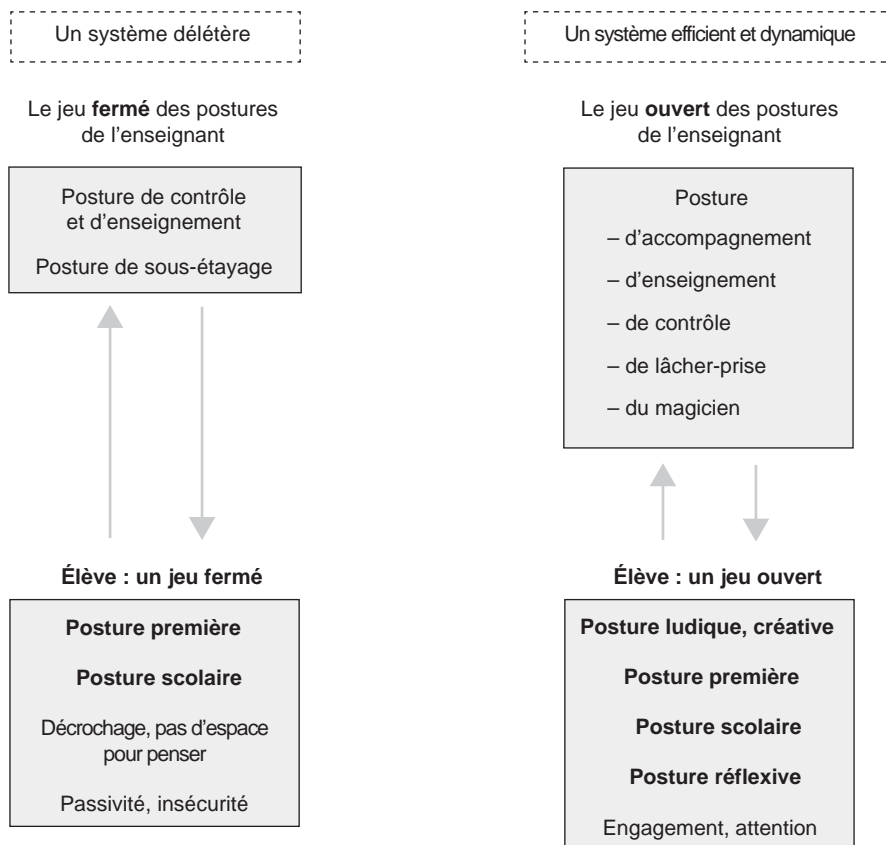 Un système délétère
Le jeu fermé des postures
de l’enseignant
Posture de contrôle
et d’enseignement
Posture de sous-étayage
Élève : un jeu fermé
Posture première
Posture scolaire
Décrochage, pas d’espace
pour penser
Passivité, insécurité
Un système efficient et dynamique
Le jeu ouvert des postures
de l’enseignant
Posture
– d’accompagnement
– d’enseignement
– de contrôle
– de lâcher-prise
– du magicien
Élève : un jeu ouvert
Posture ludique, créative
Posture première
Posture scolaire
Posture réflexive
Engagement, attention